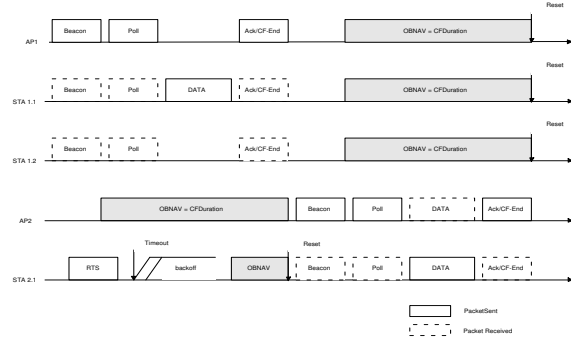 Reset
Beacon Poll Ack/CF-End OBNAV = CFDuration
AP1
Reset
Beacon Poll DATA Ack/CF-End OBNAV = CFDuration
STA 1.1
Reset
Beacon Poll Ack/CF-End OBNAV = CFDuration
STA 1.2
OBNAV = CFDuration Beacon Poll DATA Ack/CF-End
AP2
Timeout Reset
RTS backoff OBNAV Beacon Poll DATA Ack/CF-End
STA 2.1
PacketSent
Packet Received